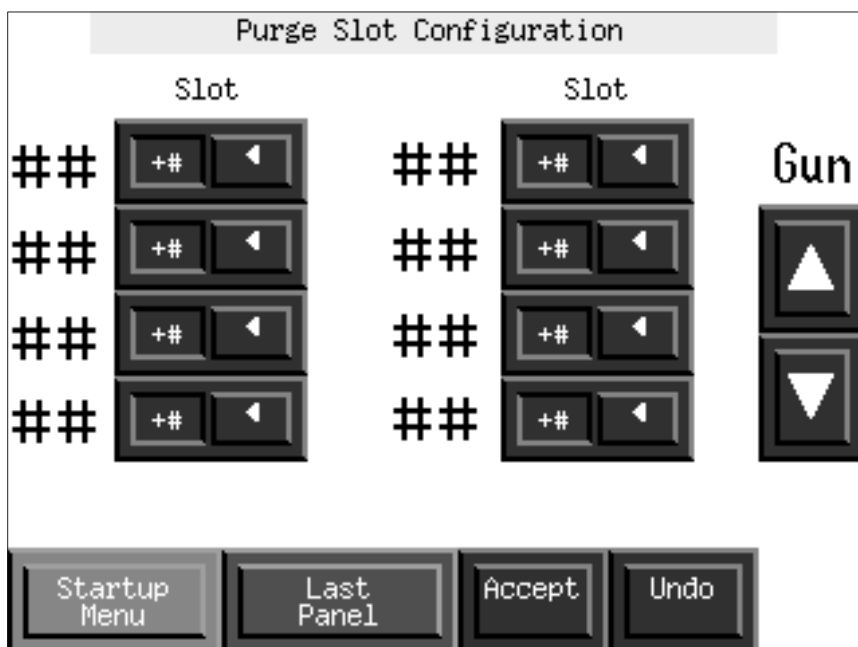 Purge Slot Configuration
Slot Slot
## +# ## +# Gun
## +# ## +#
## +# ## +#
## +# ## +#
Startup Menu
Last Panel
Accept
Undo